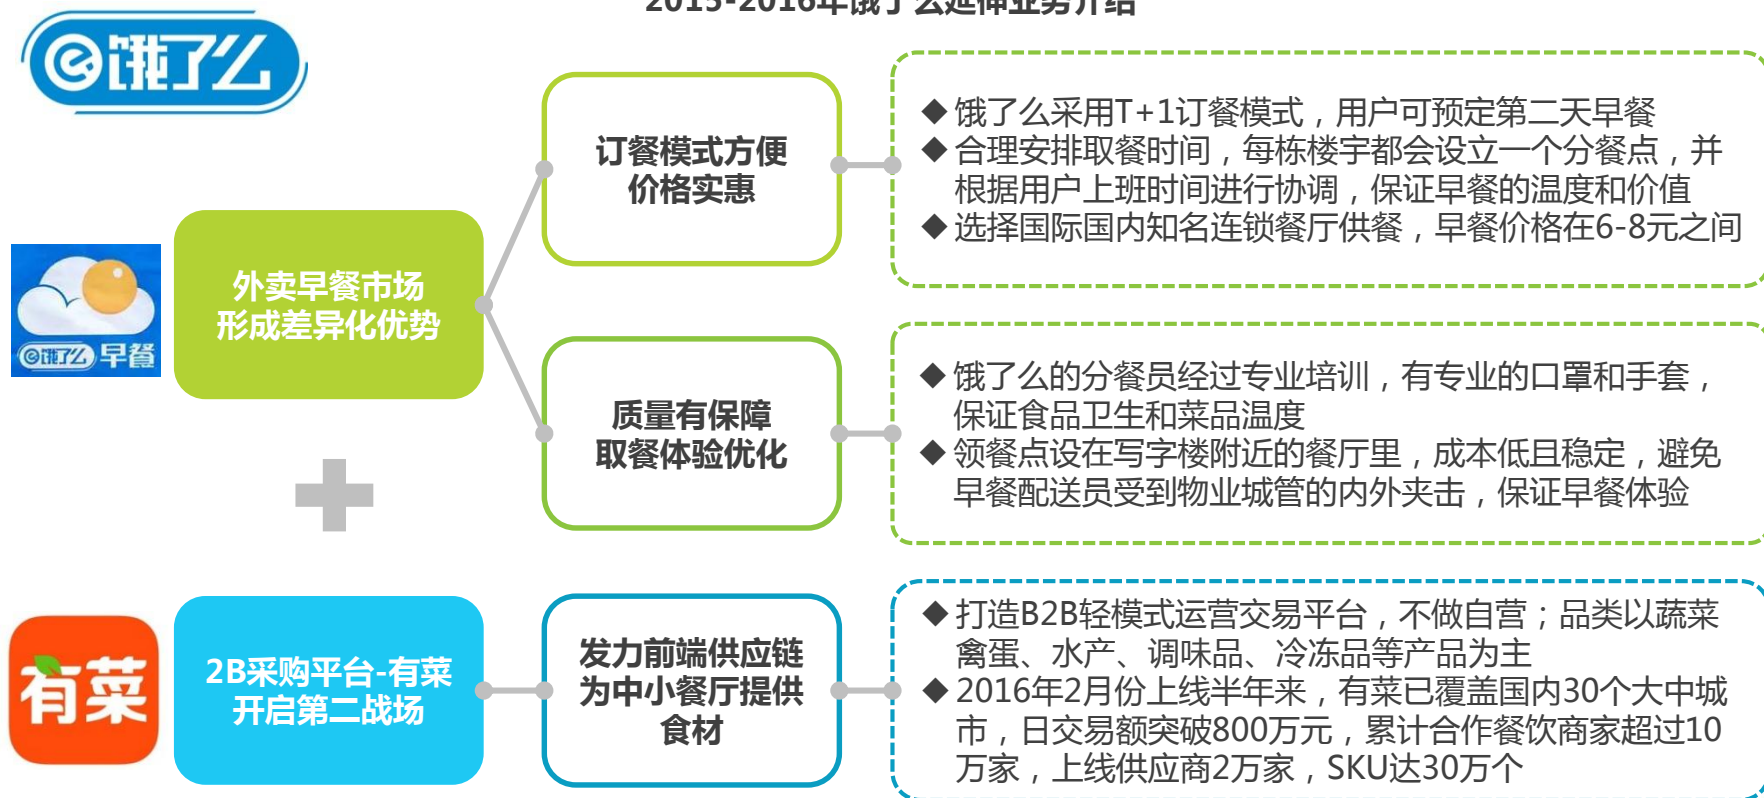 2015-2016年饿了么延伸业务介绍
饿了么
订餐模式方便
价格实惠
◆饿了么采用T+1订餐模式，用户可预定第二天早餐
◆合理安排取餐时间，每栋楼宇都会设立一个分餐点，并
根据用户上班时间进行协调，保证早餐的温度和价值
◆选择国际国内知名连锁餐厅供餐，早餐价格在6-8元之间
外卖早餐市场
形成差异化优势
饿了么 早餐
质量有保障
取餐体验优化
◆饿了么的分餐员经过专业培训，有专业的口罩和手套，
保证食品卫生和菜品温度
◆领餐点设在写字楼附近的餐厅里，成本低且稳定，避免
早餐配送员受到物业城管的内外夹击，保证早餐体验
有菜
2B采购平台-有菜
开启第二战场
发力前端供应链
为中小餐厅提供
食材
◆打造B2B轻模式运营交易平台，不做自营；品类以蔬菜
禽蛋、水产、调味品、冷冻品等产品为主
◆2016年2月份上线半年来，有菜已覆盖国内30个大中城
市，日交易额突破800万元，累计合作餐饮商家超过10
万家，上线供应商2万家，SKU达30万个